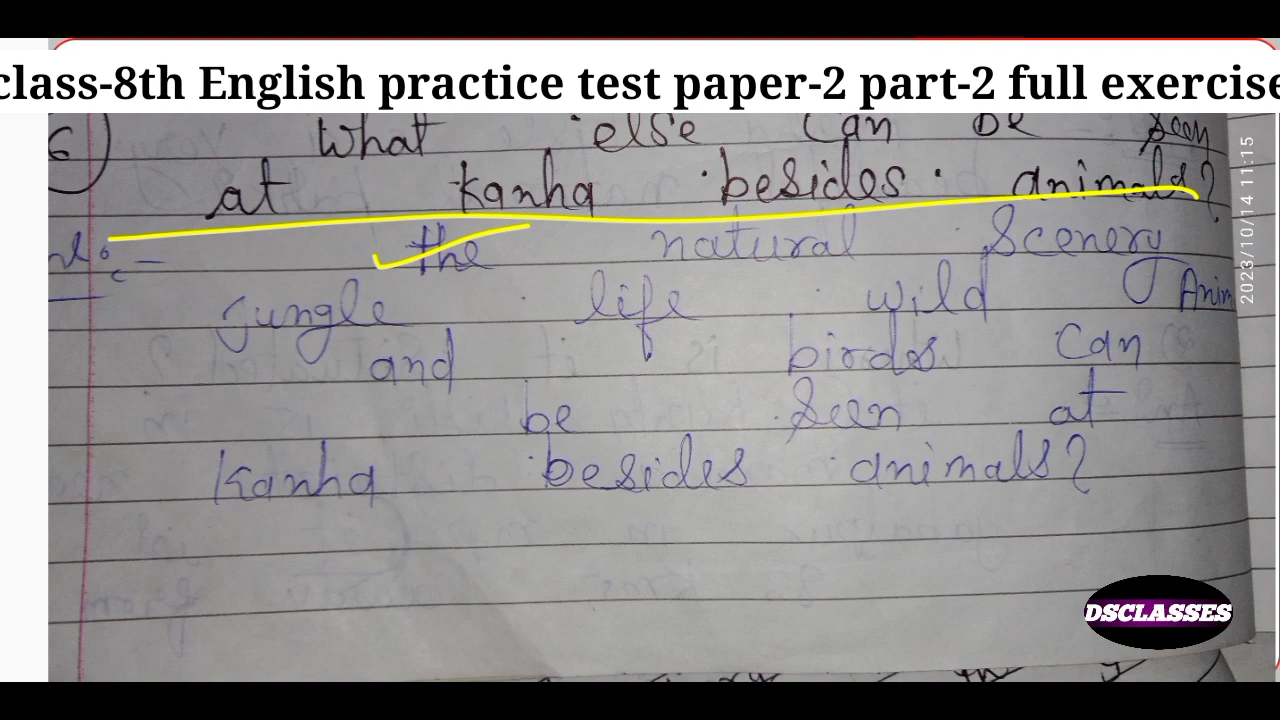 class-8th English practice test paper-2 part-2 full exercise
6) What else can be seen
at Kanha besides animals?
the natural scenery
Jungle life wild Anim
and birdes can
be seen at
Kanha besides animals?
2023/10/14 11:15
DSCLASSES